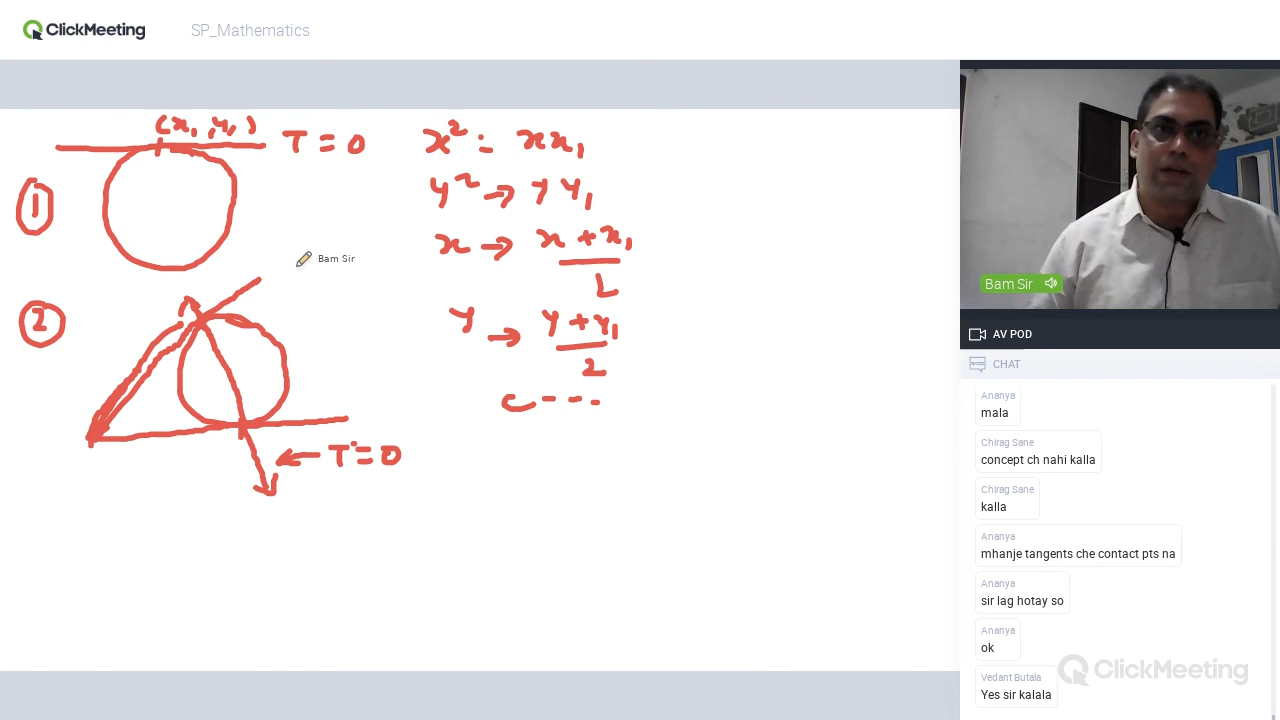 ClickMeeting SP_Mathematics
(x₁, y₁)
T = 0
x² = xx₁
①
y² → yy₁
x → x + x₁
2
Bam Sir
②
y → y + y₁
2
c - - -
← T = 0
Bam Sir
AV POD
CHAT
Ananya
mala
Chirag Sane
concept ch nahi kalla
Chirag Sane
kalla
Ananya
mhanje tangents che contact pts na
Ananya
sir lag hotay so
Ananya
ok
Vedant Butala
Yes sir kalala
ClickMeeting